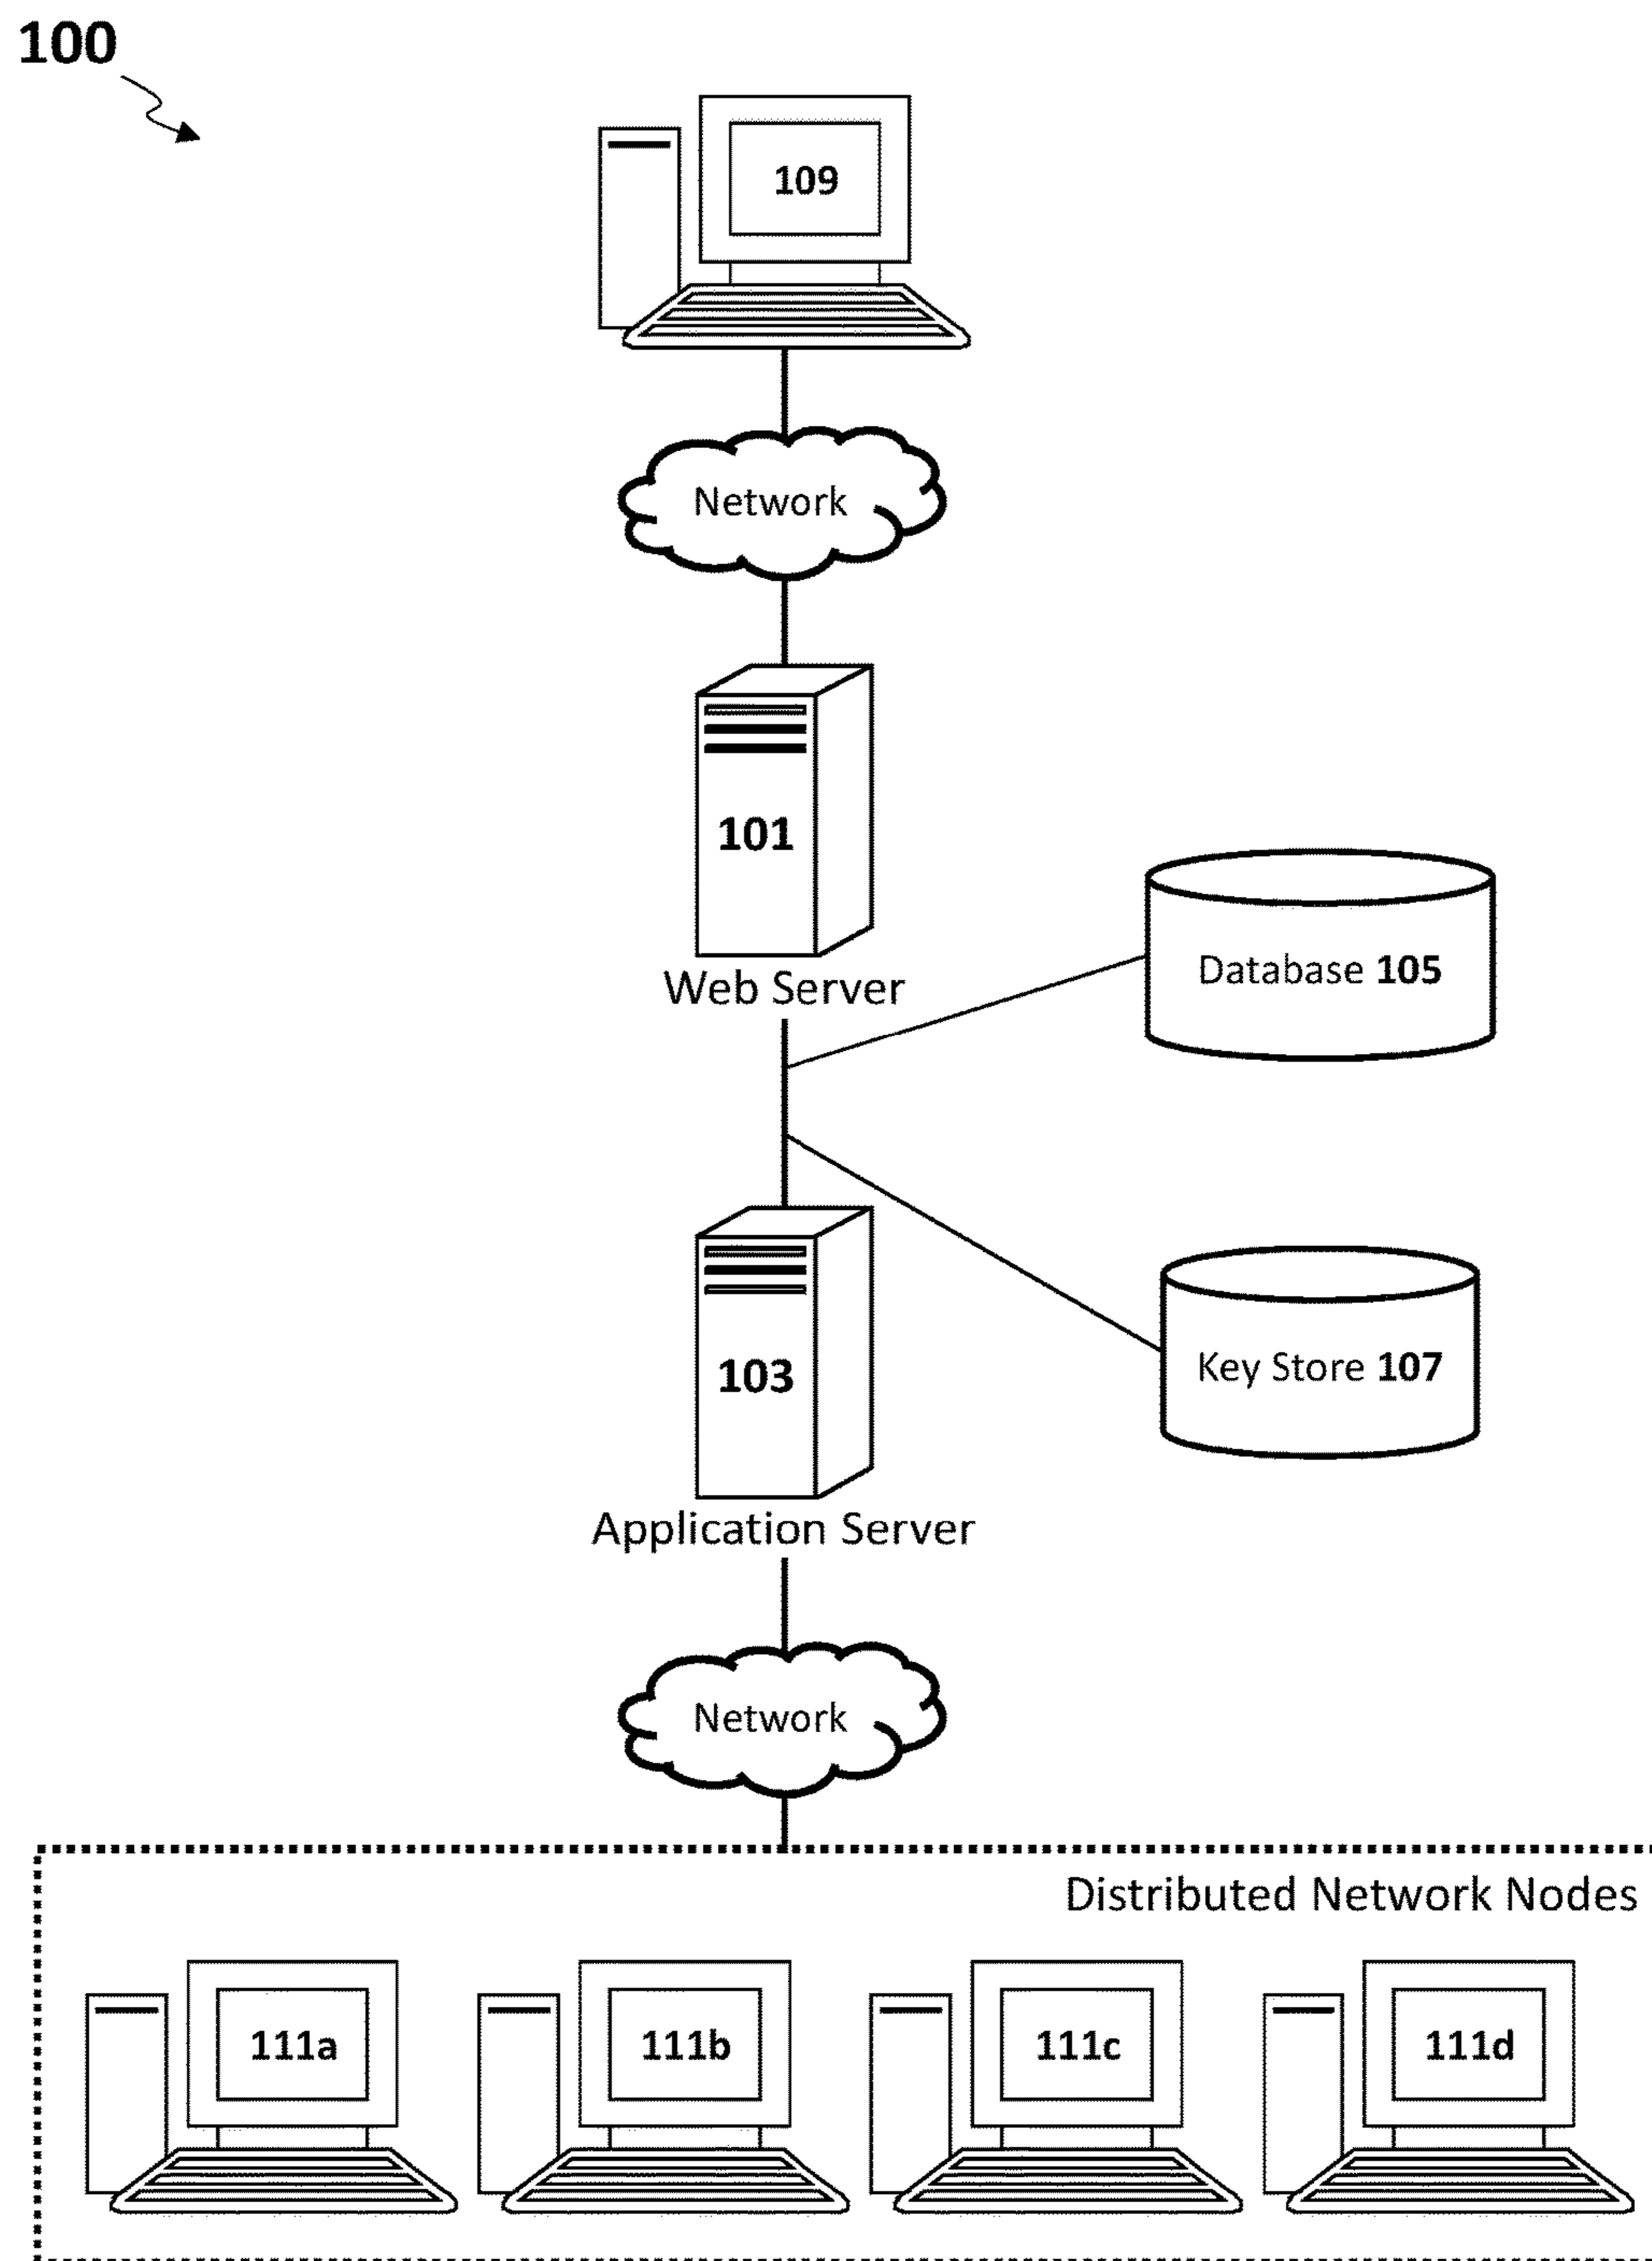 100
109
Network
101
Web Server
Database 105
Key Store 107
103
Application Server
Network
Distributed Network Nodes
111a
111b
111c
111d